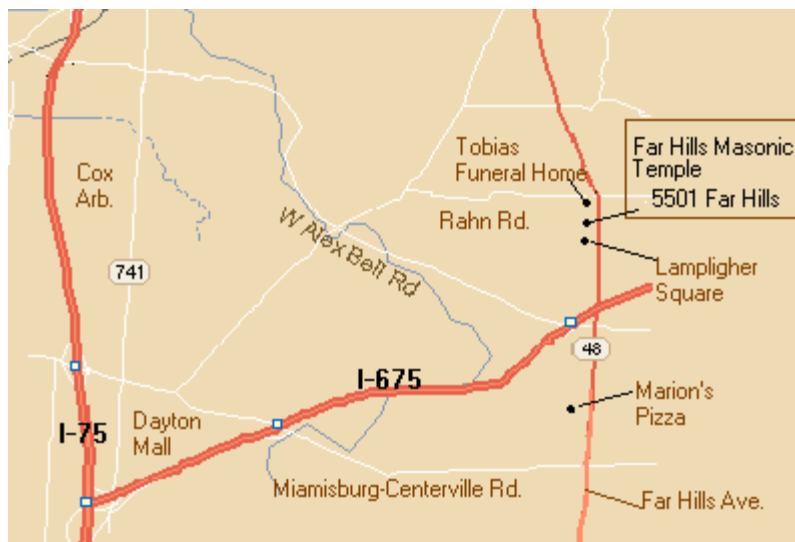 Tobias
Funeral Home
Far Hills Masonic
Temple
5501 Far Hills
Cox
Arb.
Rahn Rd.
W Alex Bell Rd
741
Lampligher
Square
48
I-675
Marion's
Pizza
I-75
Dayton
Mall
Miamisburg-Centerville Rd.
Far Hills Ave.